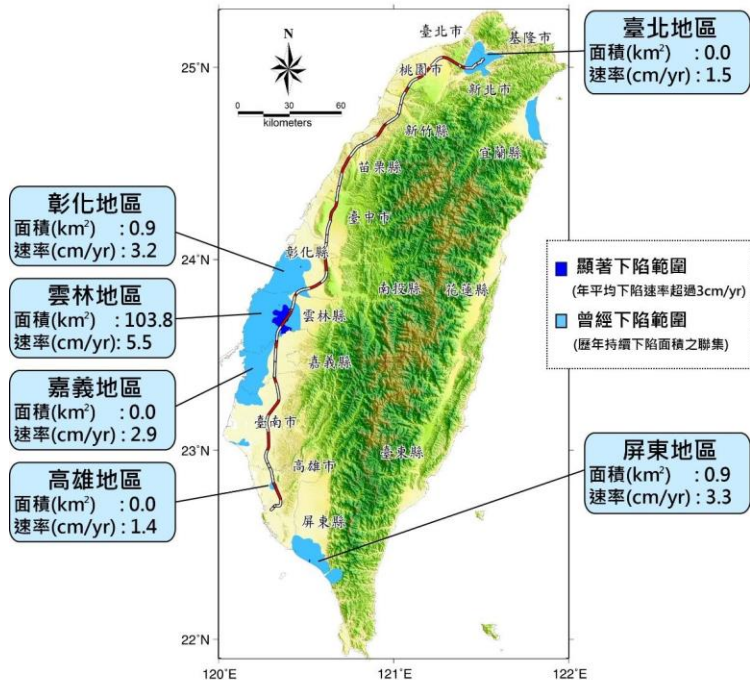 臺北地區
面積(km²) : 0.0
速率(cm/yr) : 1.5
彰化地區
面積(km²) : 0.9
速率(cm/yr) : 3.2
雲林地區
面積(km²) : 103.8
速率(cm/yr) : 5.5
嘉義地區
面積(km²) : 0.0
速率(cm/yr) : 2.9
高雄地區
面積(km²) : 0.0
速率(cm/yr) : 1.4
屏東地區
面積(km²) : 0.9
速率(cm/yr) : 3.3
顯著下陷範圍
(年平均下陷速率超過3cm/yr)
曾經下陷範圍
(歷年持續下陷面積之聯集)
N
0 30 60
kilometers
臺北市
基隆市
桃園市
新北市
新竹縣
宜蘭縣
苗栗縣
臺中市
彰化縣
南投縣
花蓮縣
雲林縣
嘉義縣
臺南市
高雄市
臺東縣
屏東縣
25°N
24°N
23°N
22°N
120°E
121°E
122°E